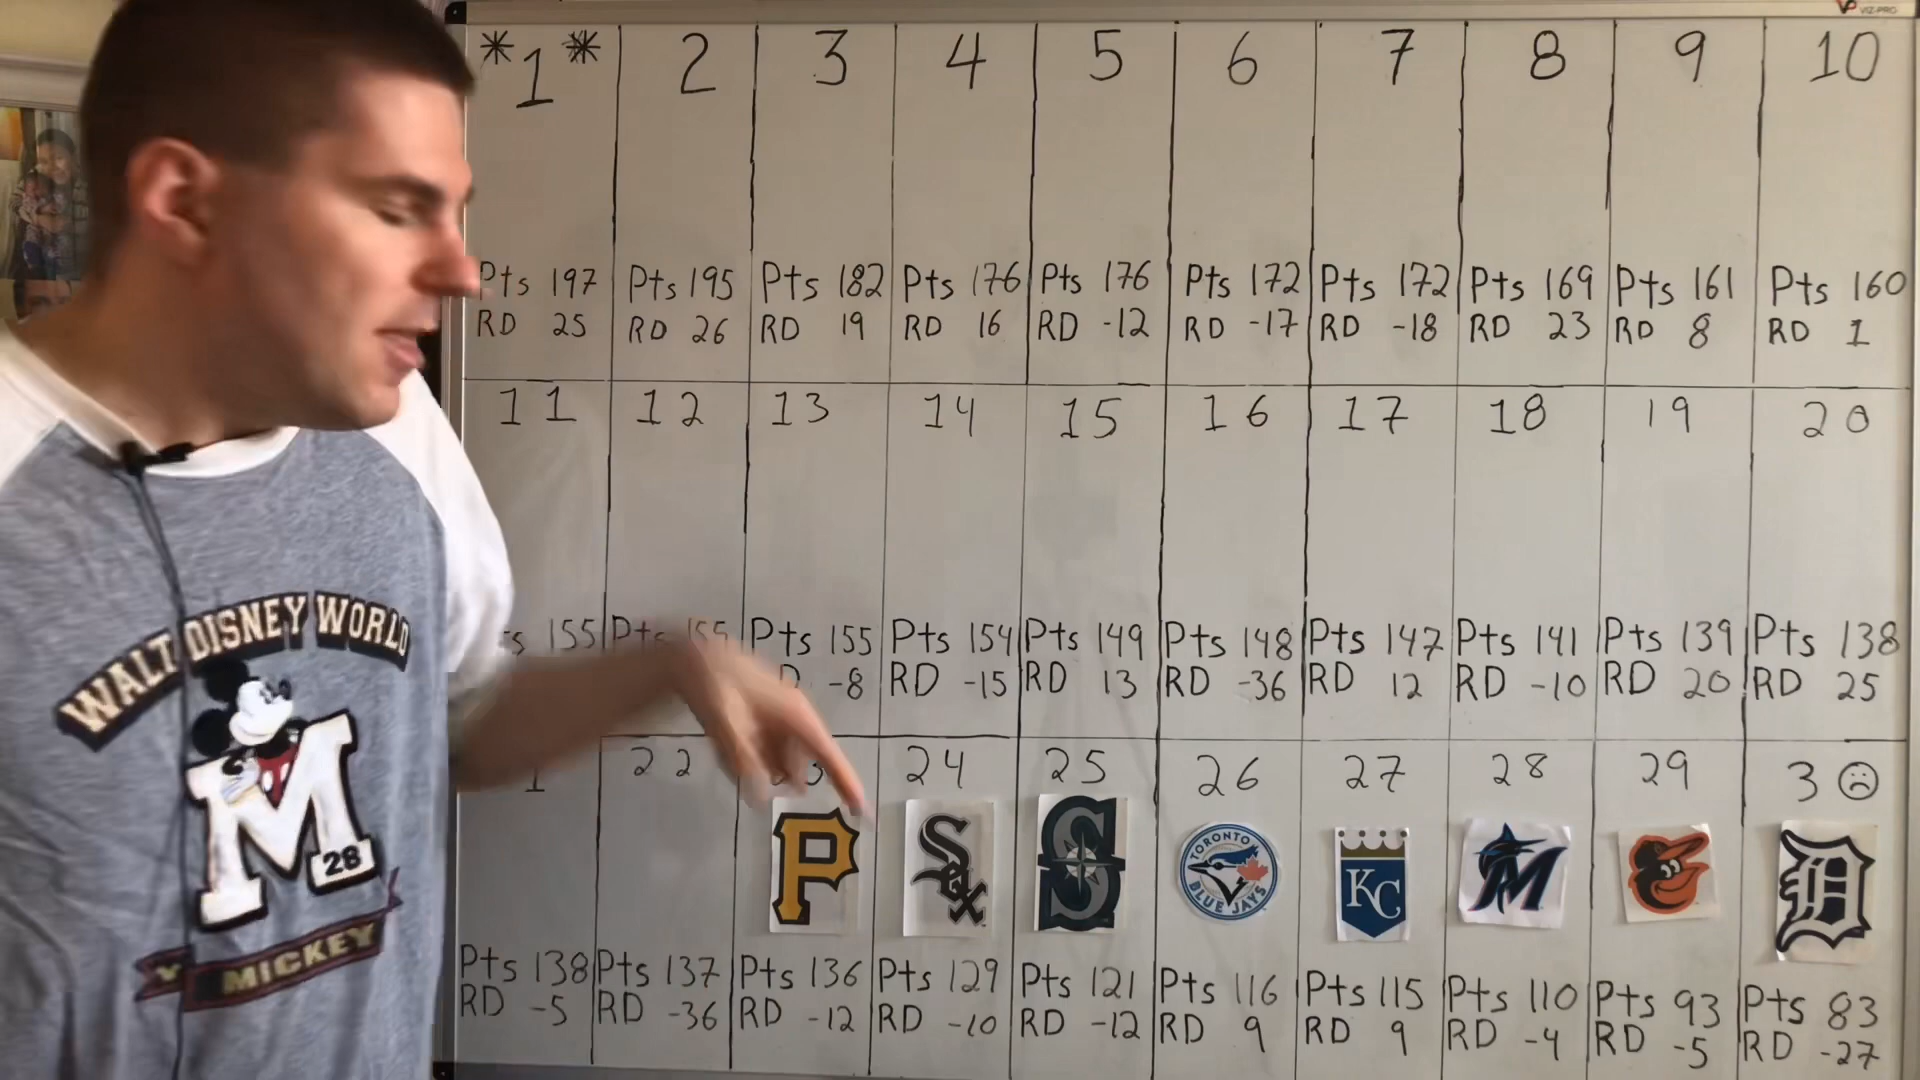 VIZ-PRO
*1* 2 3 4 5 6 7 8 9 10
Pts 197 Pts 195 Pts 182 Pts 176 Pts 176 Pts 172 Pts 172 Pts 169 Pts 161 Pts 160
RD 25 RD 26 RD 19 RD 16 RD -12 RD -17 RD -18 RD 23 RD 8 RD 1
11 12 13 14 15 16 17 18 19 20
155 Pts 155 Pts 155 Pts 154 Pts 149 Pts 148 Pts 147 Pts 141 Pts 139 Pts 138
-8 RD -15 RD 13 RD -36 RD 12 RD -10 RD 20 RD 25
22 24 25 26 27 28 29 3
P
Sox
S
TORONTO
BLUE JAYS
KC
M
D
Pts 138 Pts 137 Pts 136 Pts 129 Pts 121 Pts 116 Pts 115 Pts 110 Pts 93 Pts 83
RD -5 RD -36 RD -12 RD -10 RD -12 RD 9 RD 9 RD -4 RD -5 RD -27
WALT DISNEY WORLD
M
28
MICKEY